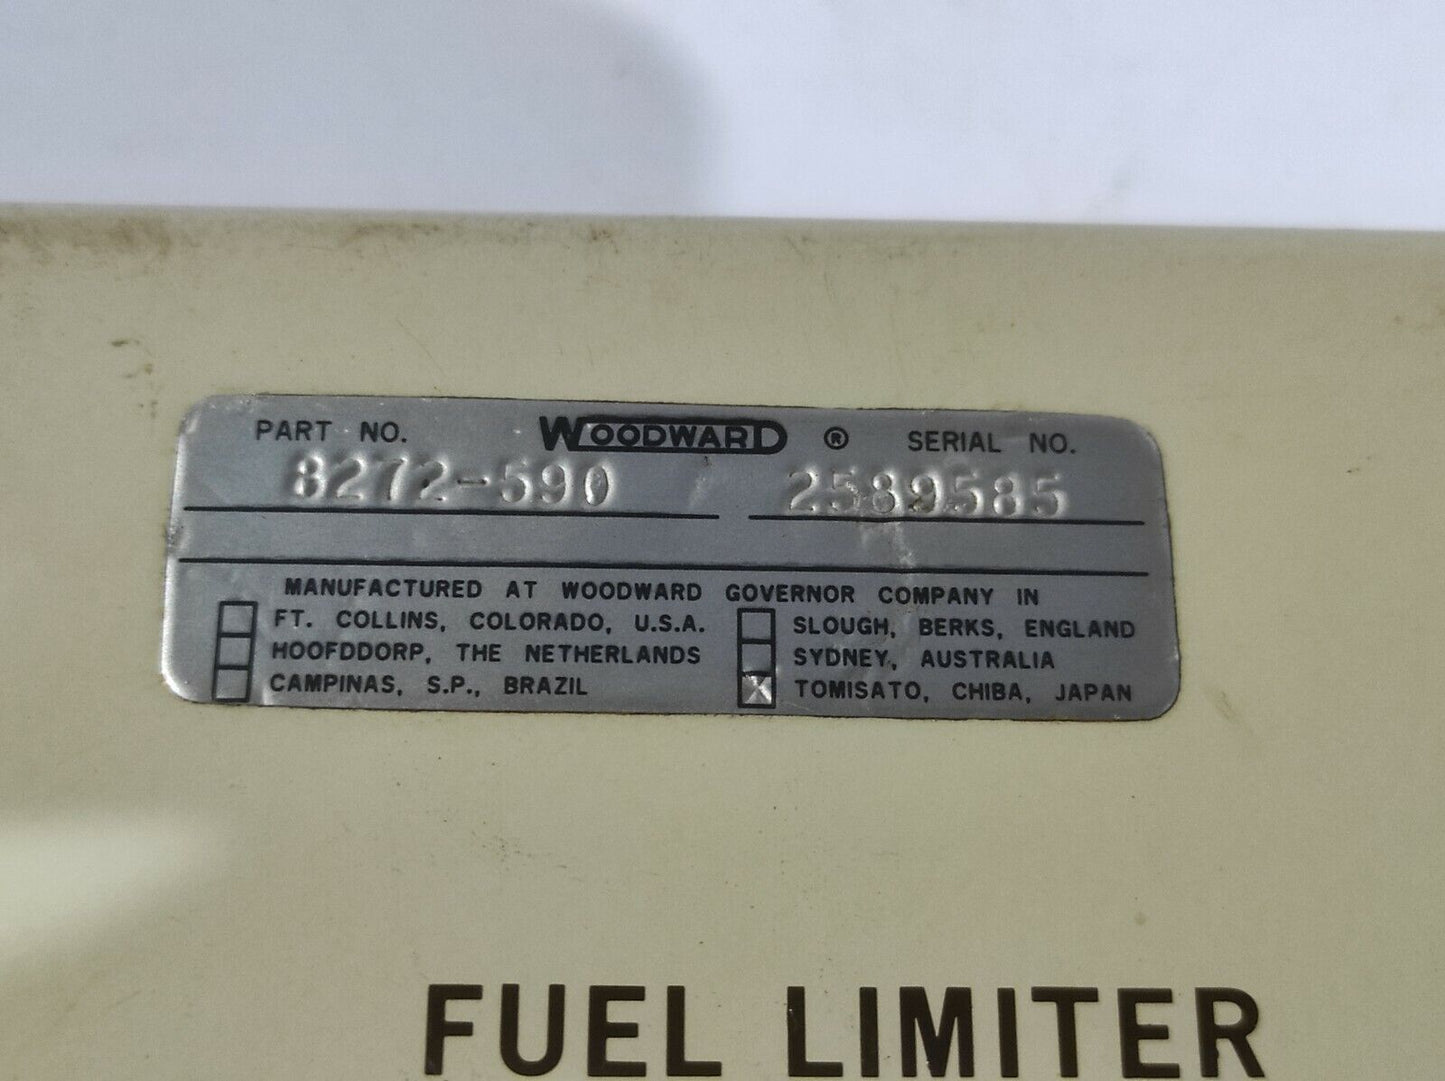 PART NO. WOODWARD ® SERIAL NO.
8272-590 2589585
MANUFACTURED AT WOODWARD GOVERNOR COMPANY IN
FT. COLLINS, COLORADO, U.S.A. SLOUGH, BERKS, ENGLAND
HOOFDDORP, THE NETHERLANDS SYDNEY, AUSTRALIA
CAMPINAS, S.P., BRAZIL X TOMISATO, CHIBA, JAPAN
FUEL LIMITER